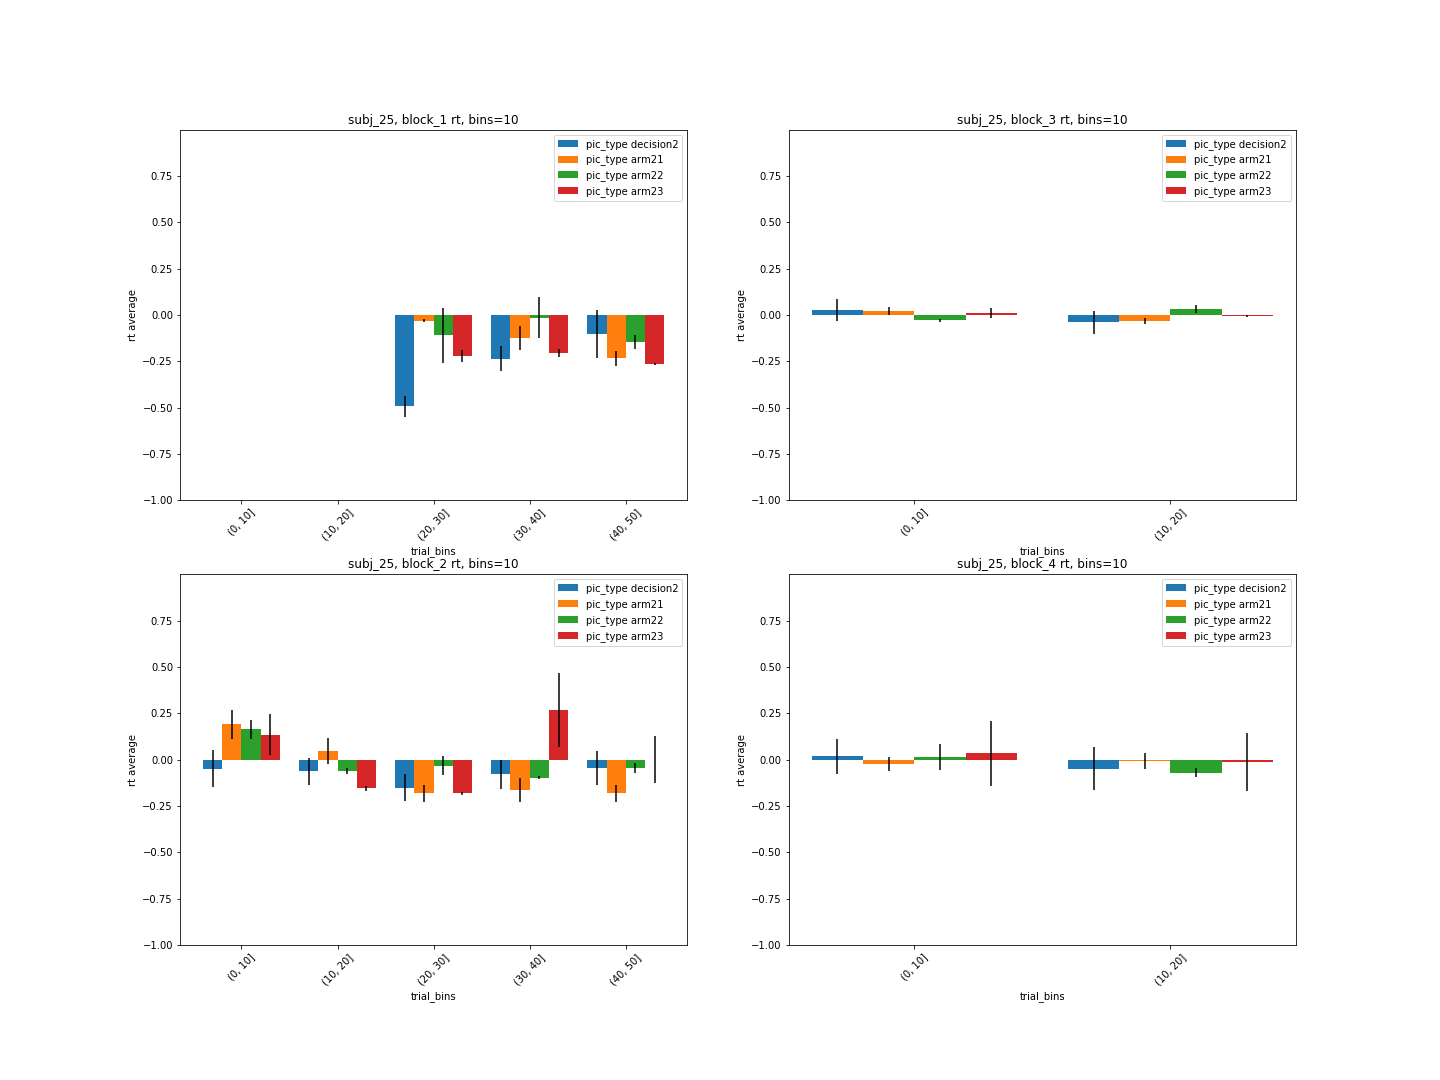 subj_25, block_1 rt, bins=10
pic_type decision2
pic_type arm21
pic_type arm22
pic_type arm23
0.75
0.50
0.25
0.00
−0.25
−0.50
−0.75
−1.00
rt average
(0, 10]
(10, 20]
(20, 30]
(30, 40]
(40, 50]
trial_bins
subj_25, block_3 rt, bins=10
pic_type decision2
pic_type arm21
pic_type arm22
pic_type arm23
0.75
0.50
0.25
0.00
−0.25
−0.50
−0.75
−1.00
rt average
(0, 10]
(10, 20]
trial_bins
subj_25, block_2 rt, bins=10
pic_type decision2
pic_type arm21
pic_type arm22
pic_type arm23
0.75
0.50
0.25
0.00
−0.25
−0.50
−0.75
−1.00
rt average
(0, 10]
(10, 20]
(20, 30]
(30, 40]
(40, 50]
trial_bins
subj_25, block_4 rt, bins=10
pic_type decision2
pic_type arm21
pic_type arm22
pic_type arm23
0.75
0.50
0.25
0.00
−0.25
−0.50
−0.75
−1.00
rt average
(0, 10]
(10, 20]
trial_bins